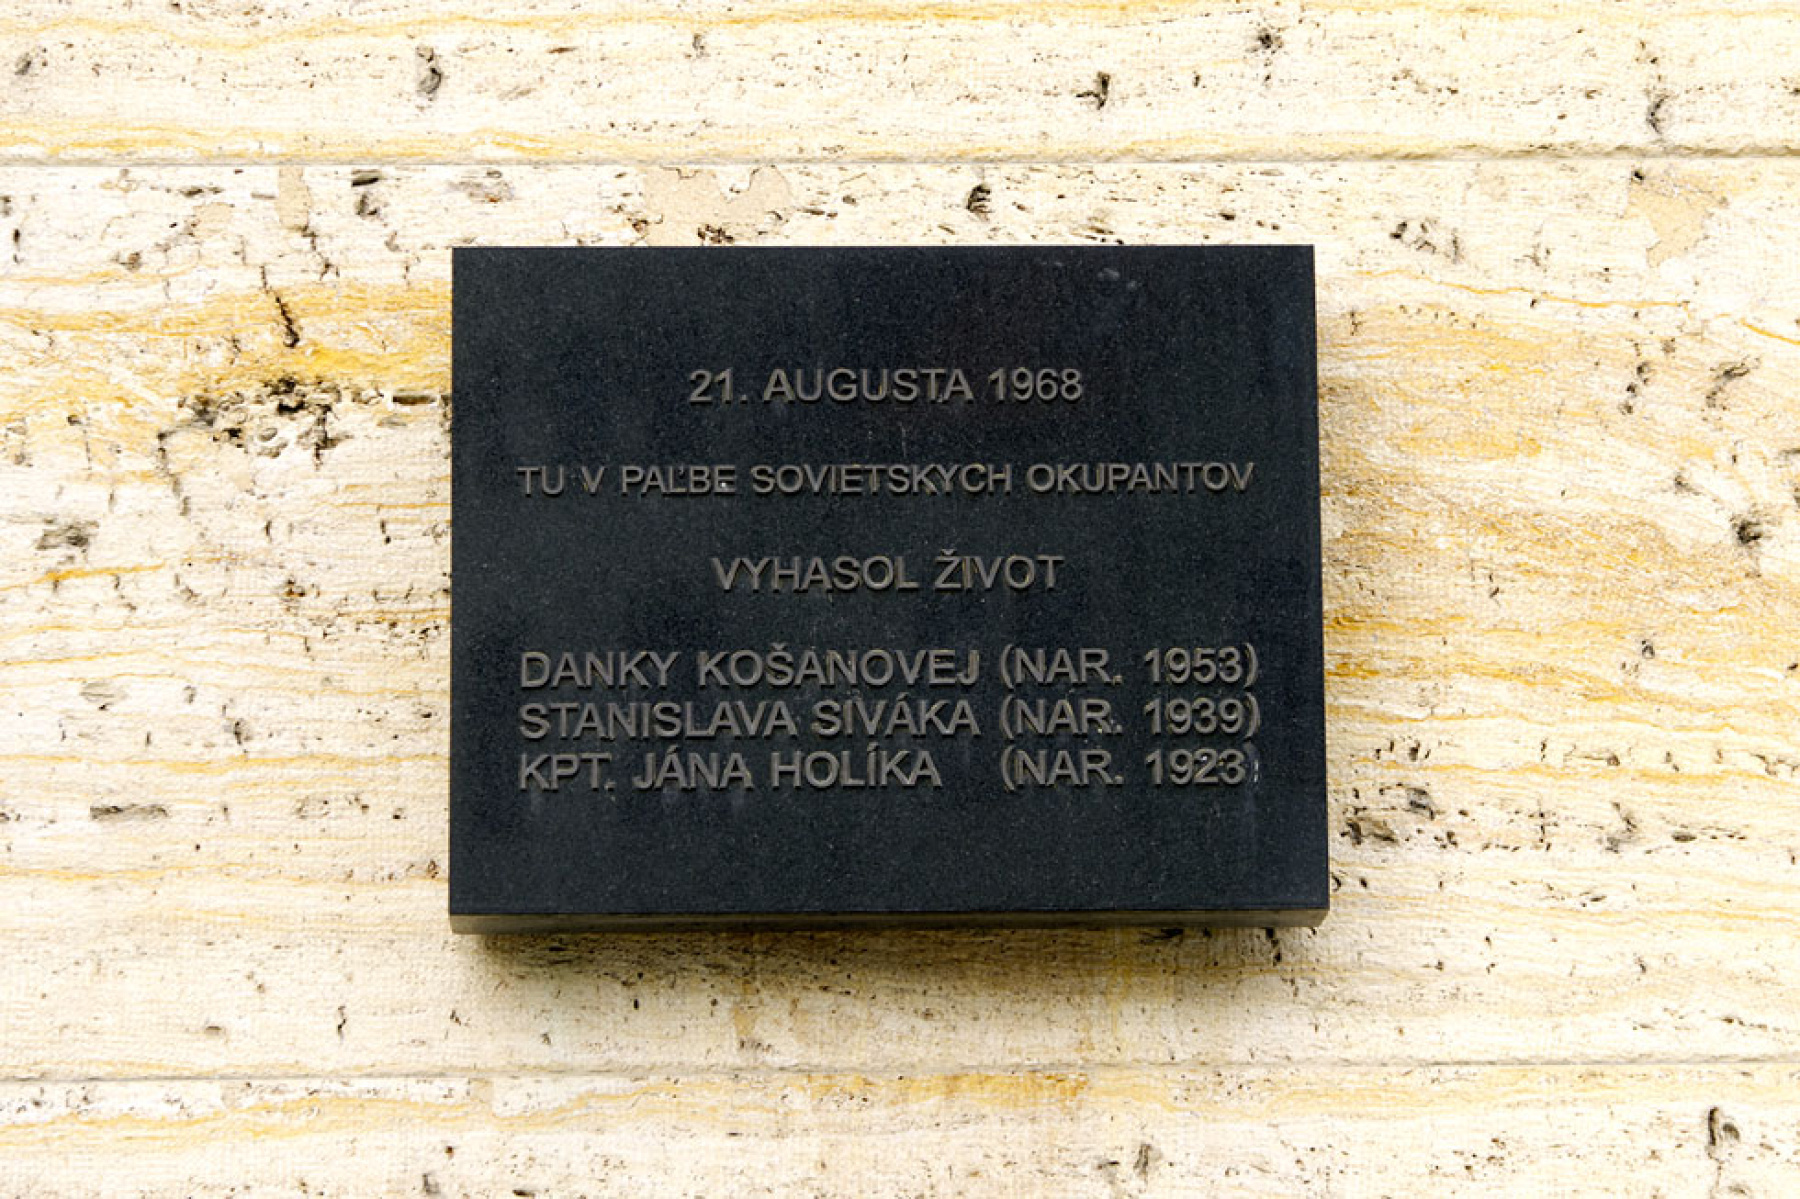 21. AUGUSTA 1968
TU V PAĽBE SOVIETSKYCH OKUPANTOV
VYHASOL ŽIVOT
DANKY KOŠANOVEJ (NAR. 1953)
STANISLAVA SIVÁKA (NAR. 1939)
KPT. JÁNA HOLÍKA (NAR. 1923)